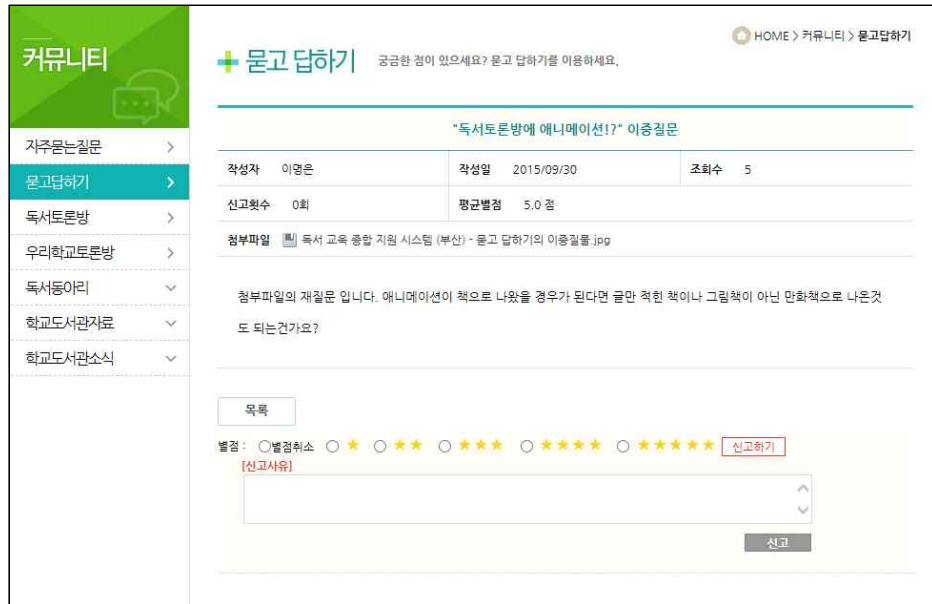 커뮤니티
HOME > 커뮤니티 > 묻고답하기
묻고 답하기 궁금한 점이 있으세요? 묻고 답하기를 이용하세요.
자주묻는질문
묻고답하기
독서토론방
우리학교토론방
독서동아리
학교도서관자료
학교도서관소식
"독서토론방에 애니메이션!?" 이중질문
작성자 이명은 작성일 2015/09/30 조회수 5
신고횟수 0회 평균별점 5.0 점
첨부파일 독서 교육 종합 지원 시스템 (부산) - 묻고 답하기의 이중질물.jpg
첨부파일의 재질문 입니다. 애니메이션이 책으로 나왔을 경우가 된다면 글만 적힌 책이나 그림책이 아닌 만화책으로 나온것
도 되는건가요?
목록
별점 : 별점취소 ★ ★★ ★★★ ★★★★ ★★★★★ 신고하기
[신고사유]
신고